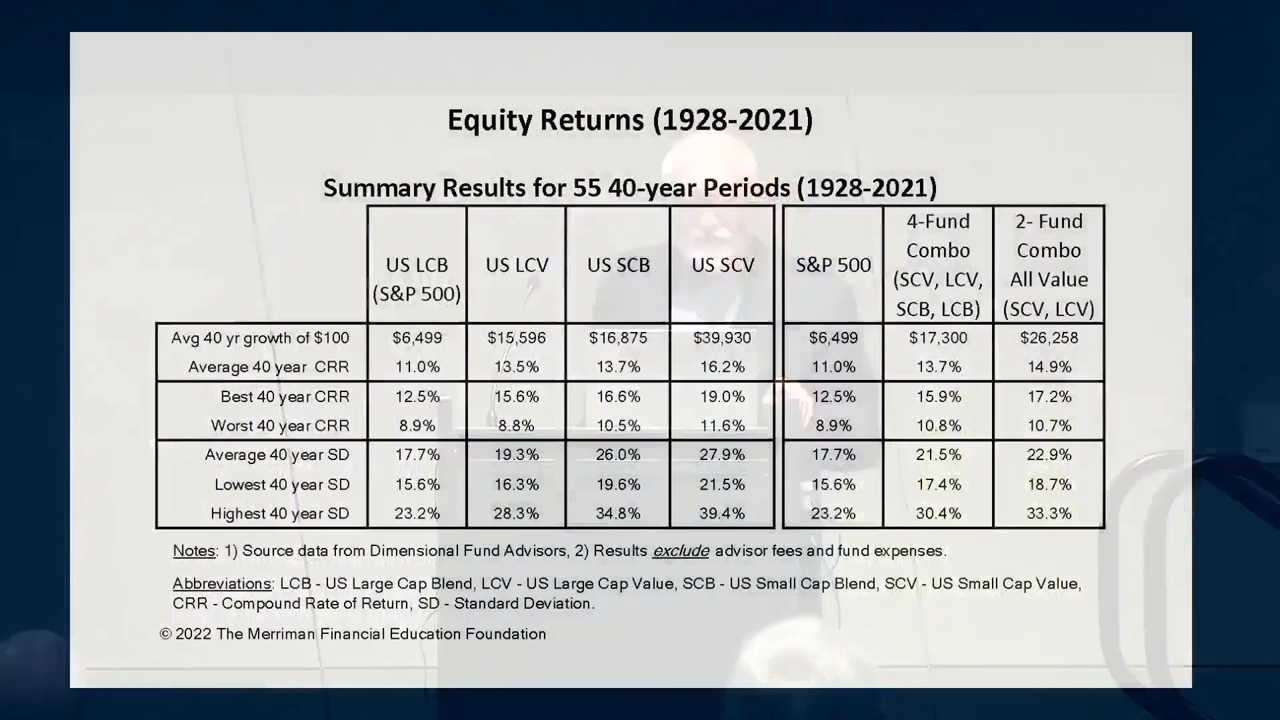 Equity Returns (1928-2021)
Summary Results for 55 40-year Periods (1928-2021)
US LCB (S&P 500) US LCV US SCB US SCV S&P 500 4-Fund Combo (SCV, LCV, SCB, LCB) 2- Fund Combo All Value (SCV, LCV)
Avg 40 yr growth of $100 $6,499 $15,596 $16,875 $39,930 $6,499 $17,300 $26,258
Average 40 year CRR 11.0% 13.5% 13.7% 16.2% 11.0% 13.7% 14.9%
Best 40 year CRR 12.5% 15.6% 16.6% 19.0% 12.5% 15.9% 17.2%
Worst 40 year CRR 8.9% 8.8% 10.5% 11.6% 8.9% 10.8% 10.7%
Average 40 year SD 17.7% 19.3% 26.0% 27.9% 17.7% 21.5% 22.9%
Lowest 40 year SD 15.6% 16.3% 19.6% 21.5% 15.6% 17.4% 18.7%
Highest 40 year SD 23.2% 28.3% 34.8% 39.4% 23.2% 30.4% 33.3%
Notes: 1) Source data from Dimensional Fund Advisors, 2) Results exclude advisor fees and fund expenses.
Abbreviations: LCB - US Large Cap Blend, LCV - US Large Cap Value, SCB - US Small Cap Blend, SCV - US Small Cap Value,
CRR - Compound Rate of Return, SD - Standard Deviation.
© 2022 The Merriman Financial Education Foundation